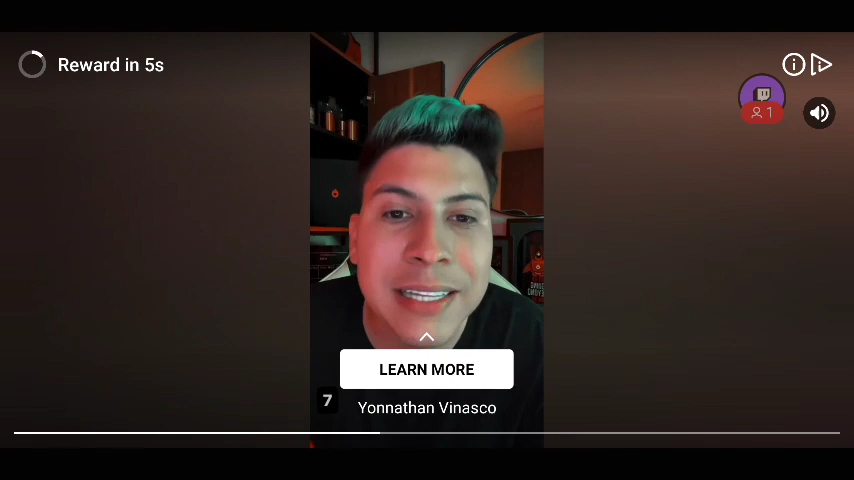 Reward in 5s
1
LEARN MORE
7
Yonnathan Vinasco